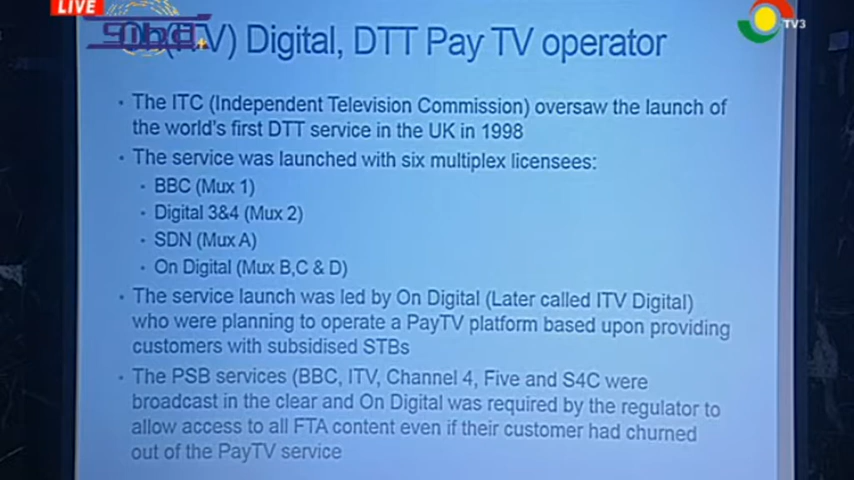 LIVE
TV3
On(ITV) Digital, DTT Pay TV operator
· The ITC (Independent Television Commission) oversaw the launch of
the world's first DTT service in the UK in 1998
· The service was launched with six multiplex licensees:
· BBC (Mux 1)
· Digital 3&4 (Mux 2)
· SDN (Mux A)
· On Digital (Mux B,C & D)
· The service launch was led by On Digital (Later called ITV Digital)
who were planning to operate a PayTV platform based upon providing
customers with subsidised STBs
· The PSB services (BBC, ITV, Channel 4, Five and S4C were
broadcast in the clear and On Digital was required by the regulator to
allow access to all FTA content even if their customer had churned
out of the PayTV service